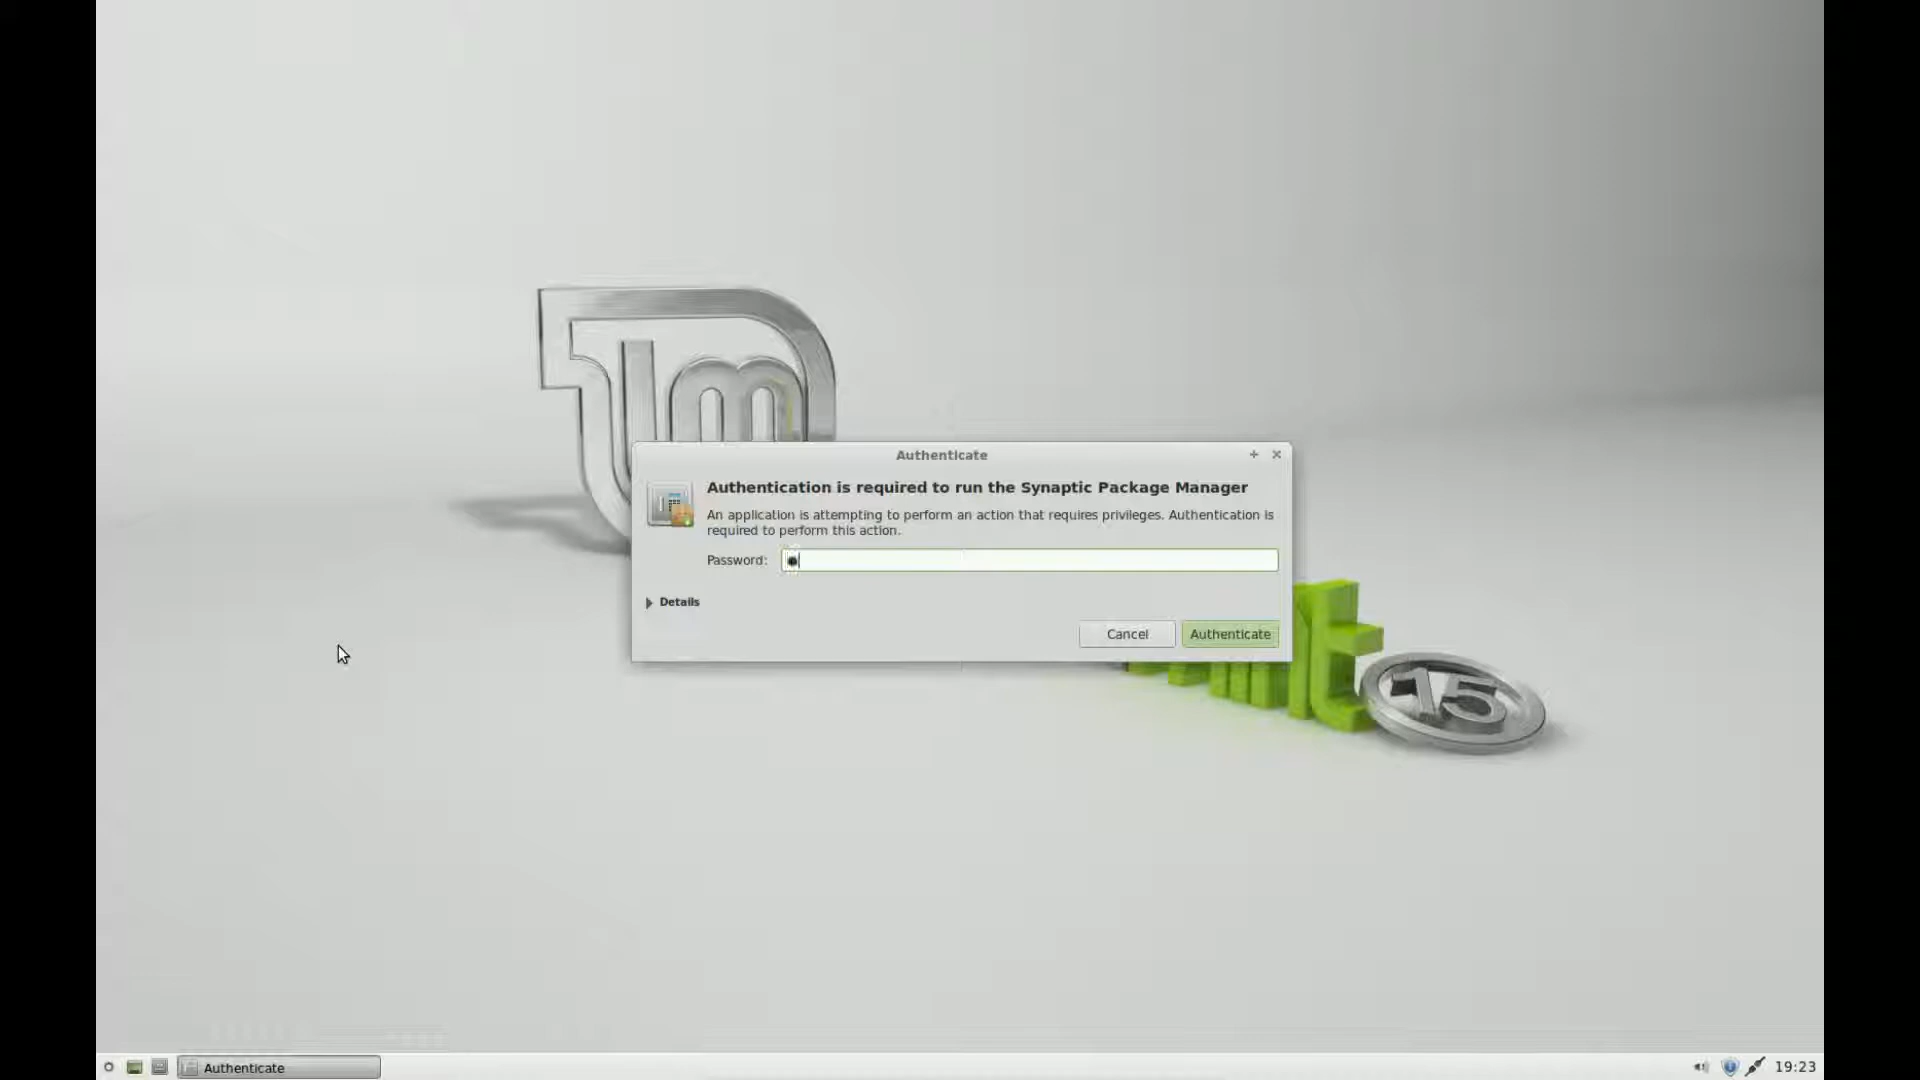 Authenticate
Authentication is required to run the Synaptic Package Manager
An application is attempting to perform an action that requires privileges. Authentication is
required to perform this action.
Password:
Details
Cancel
Authenticate
15
Authenticate
19:23